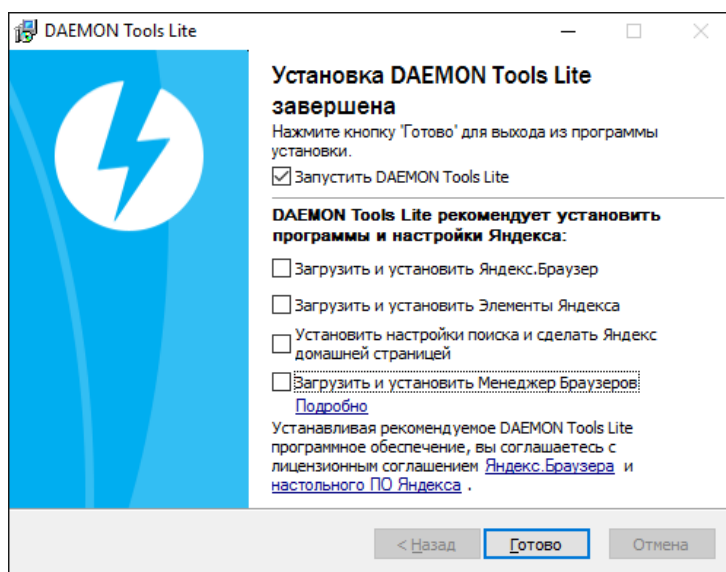 DAEMON Tools Lite
Установка DAEMON Tools Lite
завершена
Нажмите кнопку "Готово" для выхода из программы
установки.
Запустить DAEMON Tools Lite
DAEMON Tools Lite рекомендует установить
программы и настройки Яндекса:
Загрузить и установить Яндекс.Браузер
Загрузить и установить Элементы Яндекса
Установить настройки поиска и сделать Яндекс
домашней страницей
Загрузить и установить Менеджер Браузеров
Подробно
Устанавливая рекомендуемое DAEMON Tools Lite
программное обеспечение, вы соглашаетесь с
лицензионным соглашением Яндекс.Браузера и
настольного ПО Яндекса .
< Назад Готово Отмена